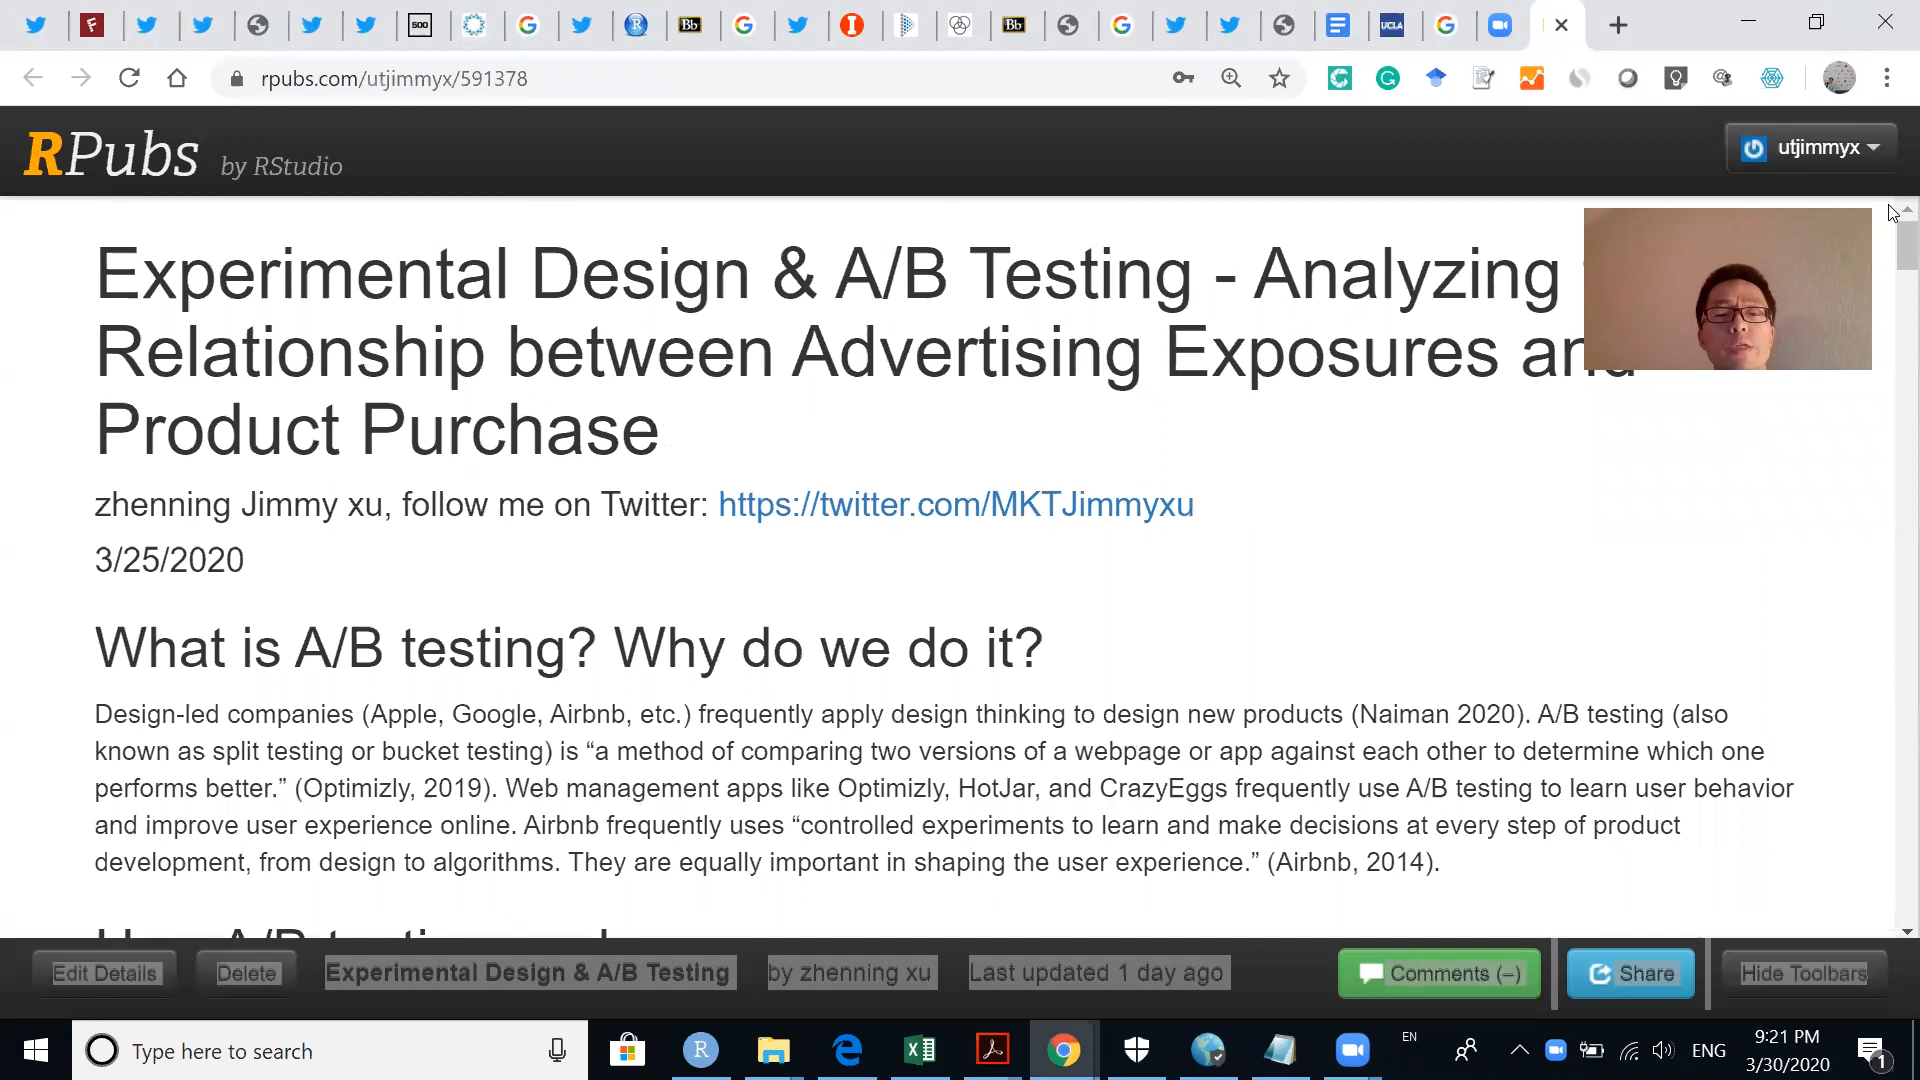 500
Bb
Bb
UCLA
rpubs.com/utjimmyx/591378
RPubs by RStudio
utjimmyx
Experimental Design & A/B Testing - Analyzing
Relationship between Advertising Exposures and
Product Purchase
zhenning Jimmy xu, follow me on Twitter: https://twitter.com/MKTJimmyxu
3/25/2020
What is A/B testing? Why do we do it?
Design-led companies (Apple, Google, Airbnb, etc.) frequently apply design thinking to design new products (Naiman 2020). A/B testing (also
known as split testing or bucket testing) is “a method of comparing two versions of a webpage or app against each other to determine which one
performs better.” (Optimizly, 2019). Web management apps like Optimizly, HotJar, and CrazyEggs frequently use A/B testing to learn user behavior
and improve user experience online. Airbnb frequently uses “controlled experiments to learn and make decisions at every step of product
development, from design to algorithms. They are equally important in shaping the user experience.” (Airbnb, 2014).
Edit Details Delete Experimental Design & A/B Testing by zhenning xu Last updated 1 day ago Comments (–) Share Hide Toolbars
Type here to search
EN
ENG
9:21 PM
3/30/2020
1